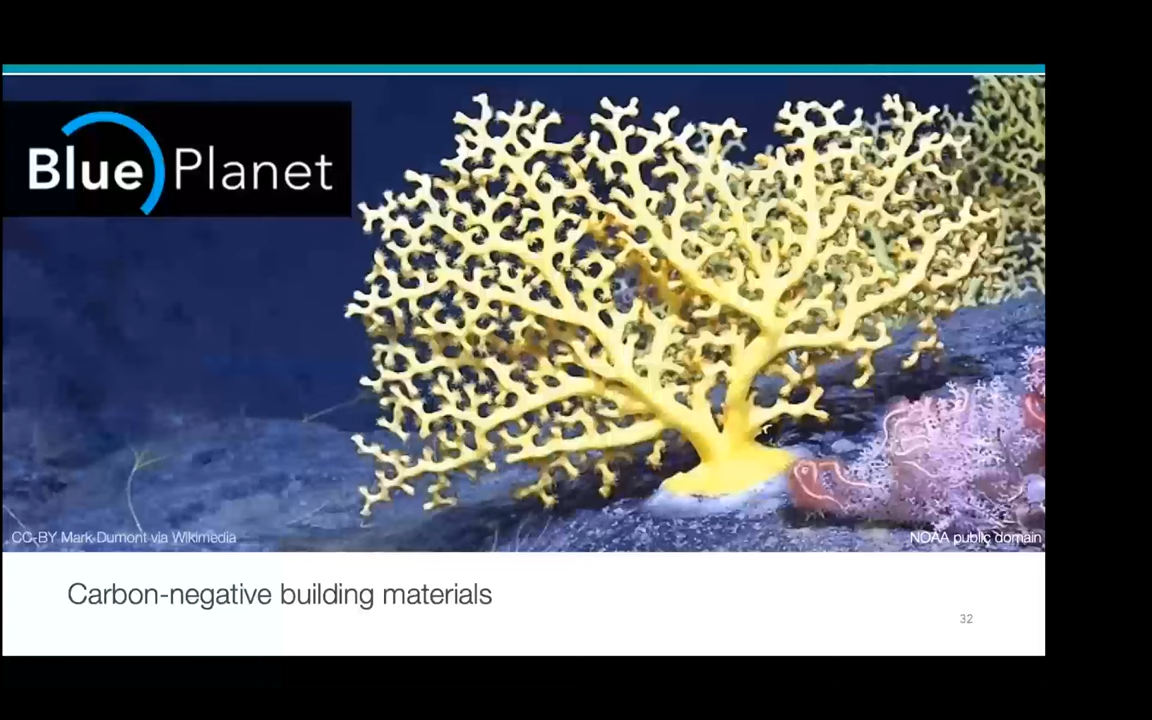 Blue Planet
CC-BY Mark Dumont via Wikimedia
NOAA public domain
Carbon-negative building materials
32